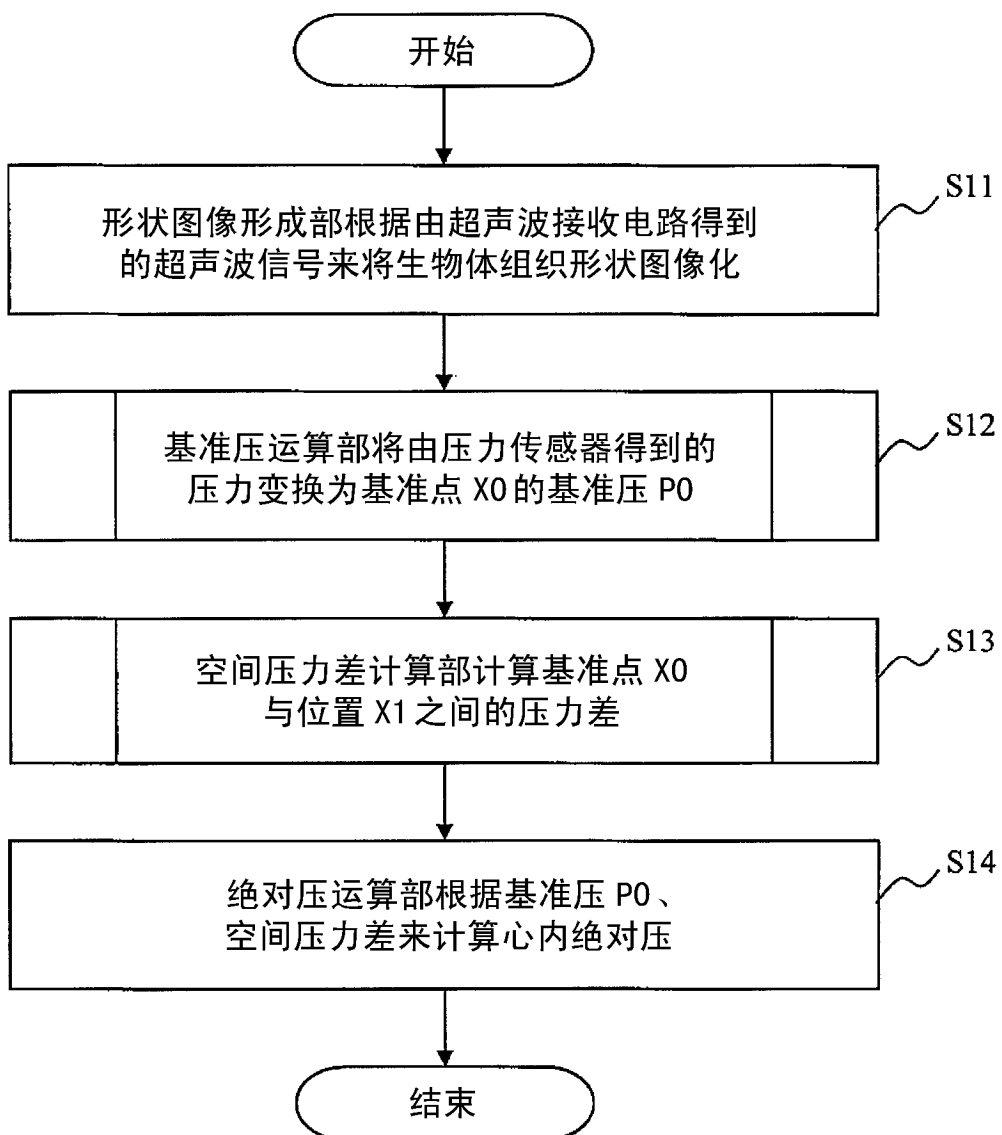 开始
S11
形状图像形成部根据由超声波接收电路得到
的超声波信号来将生物体组织形状图像化
S12
基准压运算部将由压力传感器得到的
压力变换为基准点 X0 的基准压 P0
S13
空间压力差计算部计算基准点 X0
与位置 X1 之间的压力差
S14
绝对压运算部根据基准压 P0、
空间压力差来计算心内绝对压
结束